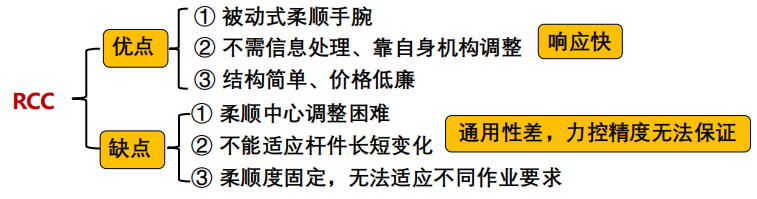 RCC
优点
① 被动式柔顺手腕
② 不需信息处理、靠自身机构调整
响应快
③ 结构简单、价格低廉
缺点
① 柔顺中心调整困难
② 不能适应杆件长短变化
通用性差，力控精度无法保证
③ 柔顺度固定，无法适应不同作业要求